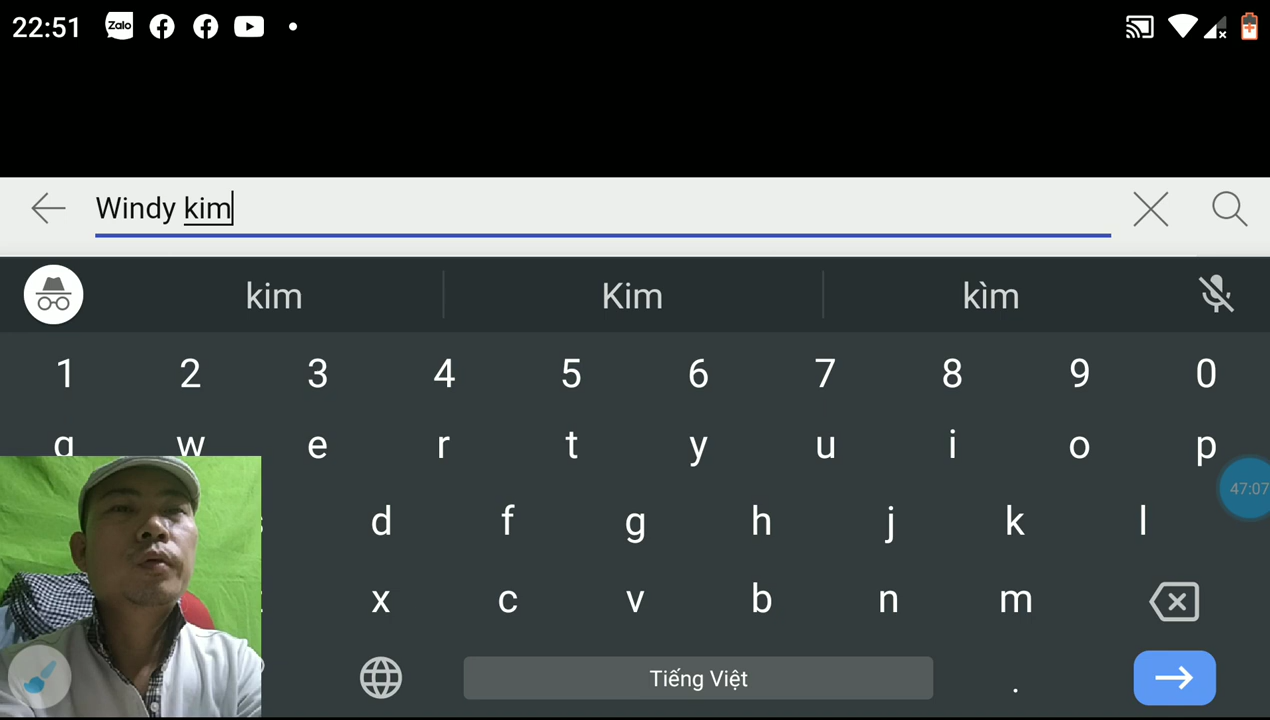 22:51 Zalo
Windy kim
kim Kim kìm
1 2 3 4 5 6 7 8 9 0
q w e r t y u i o p
d f g h j k l
x c v b n m
Tiếng Việt .
47:07